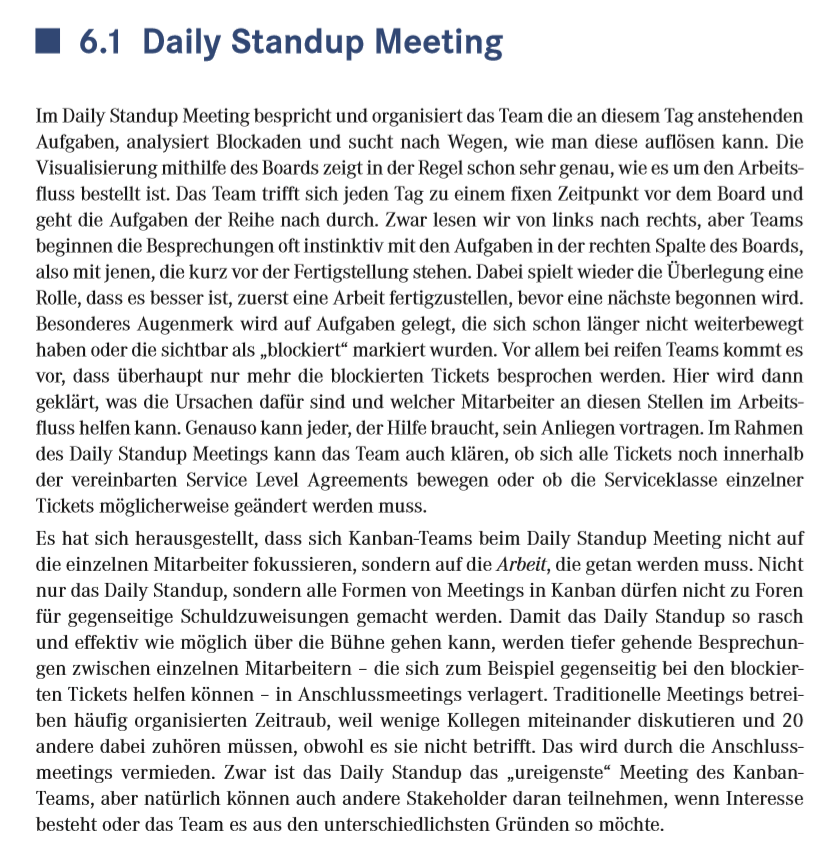 6.1 Daily Standup Meeting
Im Daily Standup Meeting bespricht und organisiert das Team die an diesem Tag anstehenden
Aufgaben, analysiert Blockaden und sucht nach Wegen, wie man diese auflösen kann. Die
Visualisierung mithilfe des Boards zeigt in der Regel schon sehr genau, wie es um den Arbeits-
fluss bestellt ist. Das Team trifft sich jeden Tag zu einem fixen Zeitpunkt vor dem Board und
geht die Aufgaben der Reihe nach durch. Zwar lesen wir von links nach rechts, aber Teams
beginnen die Besprechungen oft instinktiv mit den Aufgaben in der rechten Spalte des Boards,
also mit jenen, die kurz vor der Fertigstellung stehen. Dabei spielt wieder die Überlegung eine
Rolle, dass es besser ist, zuerst eine Arbeit fertigzustellen, bevor eine nächste begonnen wird.
Besonderes Augenmerk wird auf Aufgaben gelegt, die sich schon länger nicht weiterbewegt
haben oder die sichtbar als „blockiert“ markiert wurden. Vor allem bei reifen Teams kommt es
vor, dass überhaupt nur mehr die blockierten Tickets besprochen werden. Hier wird dann
geklärt, was die Ursachen dafür sind und welcher Mitarbeiter an diesen Stellen im Arbeits-
fluss helfen kann. Genauso kann jeder, der Hilfe braucht, sein Anliegen vortragen. Im Rahmen
des Daily Standup Meetings kann das Team auch klären, ob sich alle Tickets noch innerhalb
der vereinbarten Service Level Agreements bewegen oder ob die Serviceklasse einzelner
Tickets möglicherweise geändert werden muss.
Es hat sich herausgestellt, dass sich Kanban-Teams beim Daily Standup Meeting nicht auf
die einzelnen Mitarbeiter fokussieren, sondern auf die Arbeit, die getan werden muss. Nicht
nur das Daily Standup, sondern alle Formen von Meetings in Kanban dürfen nicht zu Foren
für gegenseitige Schuldzuweisungen gemacht werden. Damit das Daily Standup so rasch
und effektiv wie möglich über die Bühne gehen kann, werden tiefer gehende Besprechun-
gen zwischen einzelnen Mitarbeitern – die sich zum Beispiel gegenseitig bei den blockier-
ten Tickets helfen können – in Anschlussmeetings verlagert. Traditionelle Meetings betrei-
ben häufig organisierten Zeitraub, weil wenige Kollegen miteinander diskutieren und 20
andere dabei zuhören müssen, obwohl es sie nicht betrifft. Das wird durch die Anschluss-
meetings vermieden. Zwar ist das Daily Standup das „ureigenste“ Meeting des Kanban-
Teams, aber natürlich können auch andere Stakeholder daran teilnehmen, wenn Interesse
besteht oder das Team es aus den unterschiedlichsten Gründen so möchte.